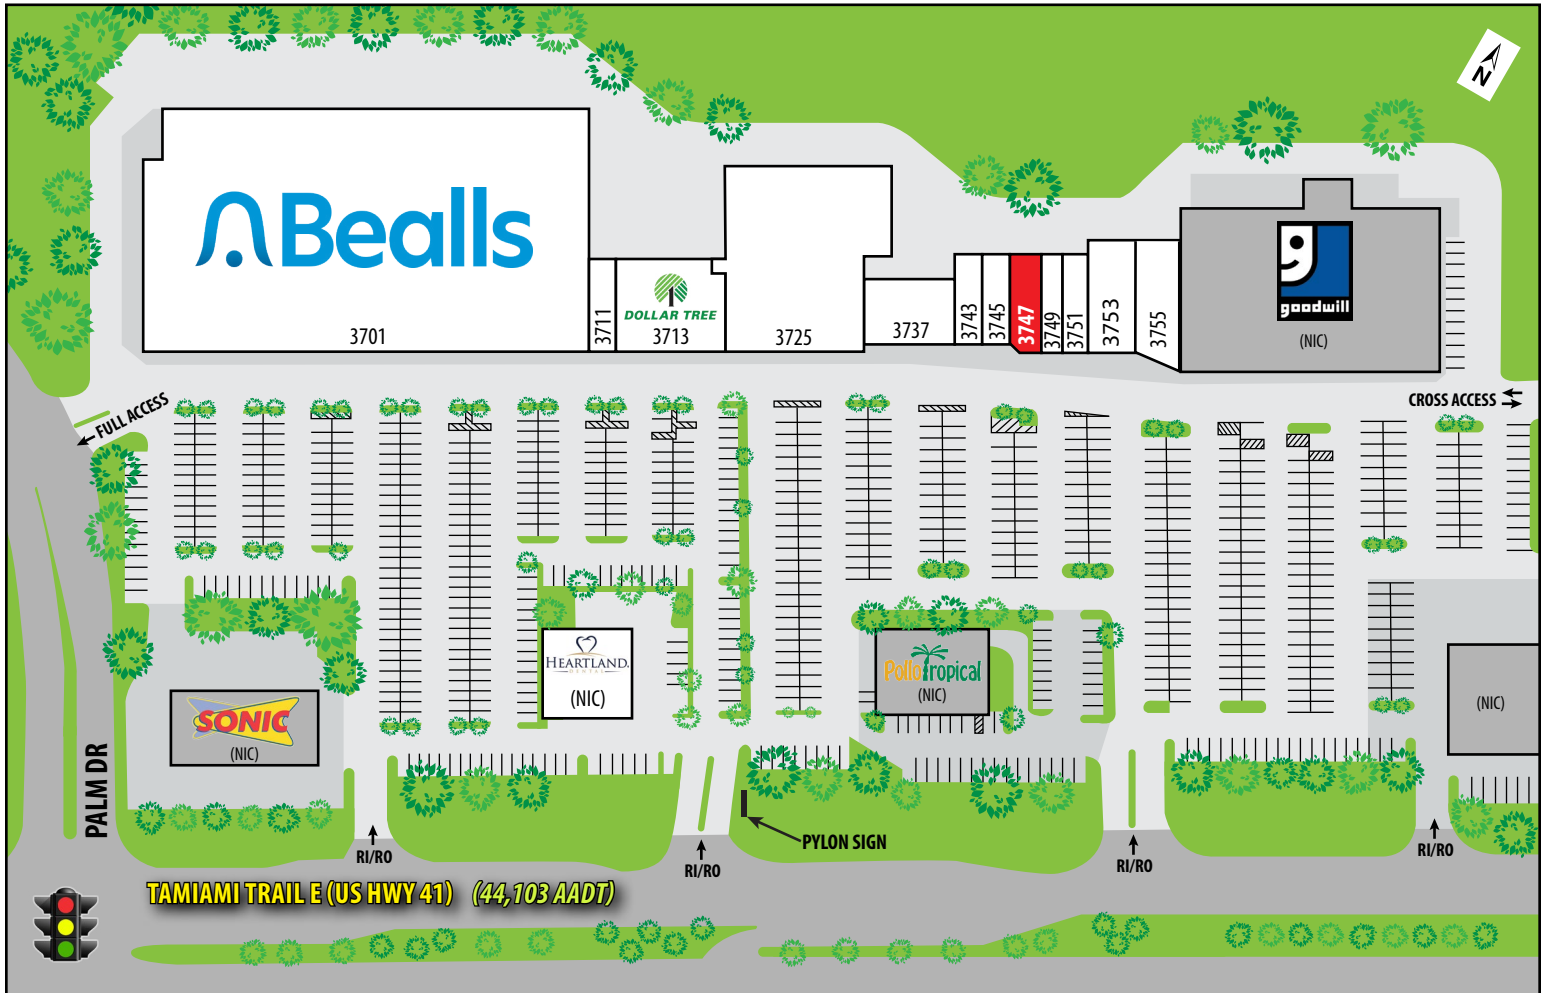 N
Bealls
3701
3711
DOLLAR TREE
3713
3725
3737
3743
3745
3747
3749
3751
3753
3755
goodwill
(NIC)
FULL ACCESS
CROSS ACCESS
HEARTLAND
DENTAL
(NIC)
Pollo Tropical
(NIC)
SONIC
(NIC)
(NIC)
PALM DR
PYLON SIGN
RI/RO
RI/RO
RI/RO
RI/RO
TAMIAMI TRAIL E (US HWY 41) (44,103 AADT)